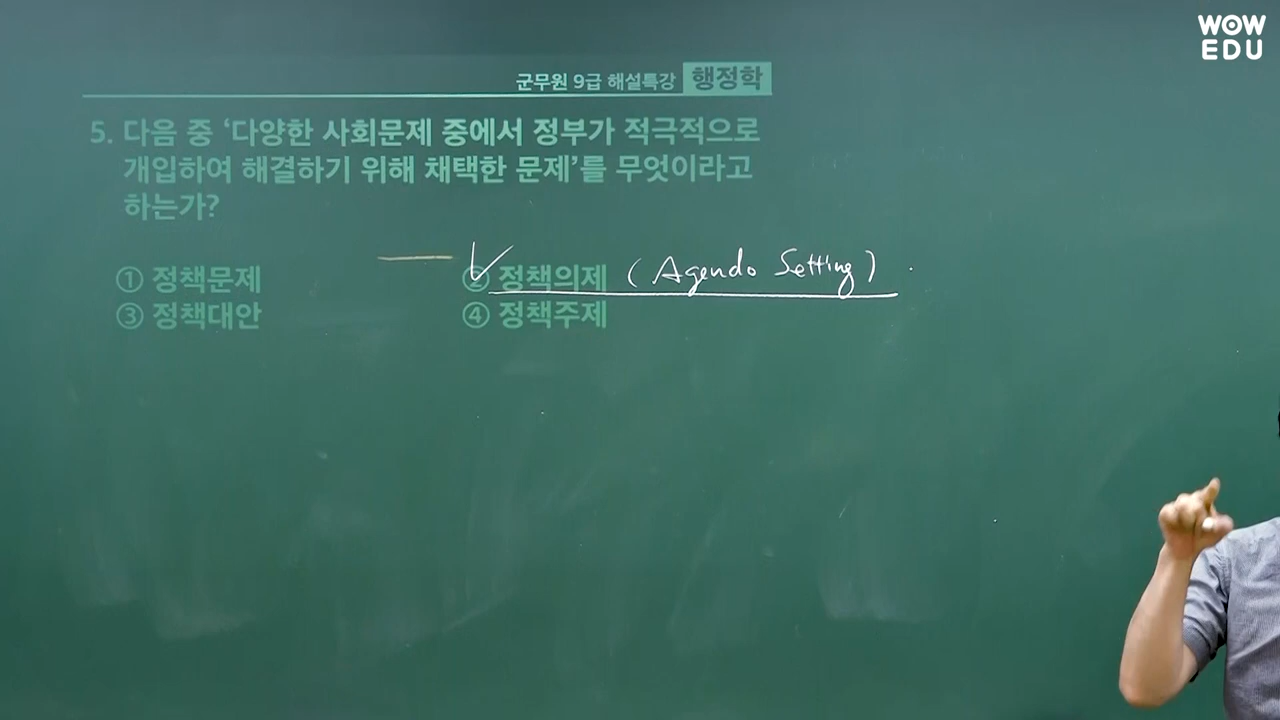 WOW
EDU
군무원 9급 해설특강 행정학
5. 다음 중 ‘다양한 사회문제 중에서 정부가 적극적으로
개입하여 해결하기 위해 채택한 문제’를 무엇이라고
하는가?
① 정책문제
② 정책의제 (Agendo Setting)
③ 정책대안
④ 정책주제